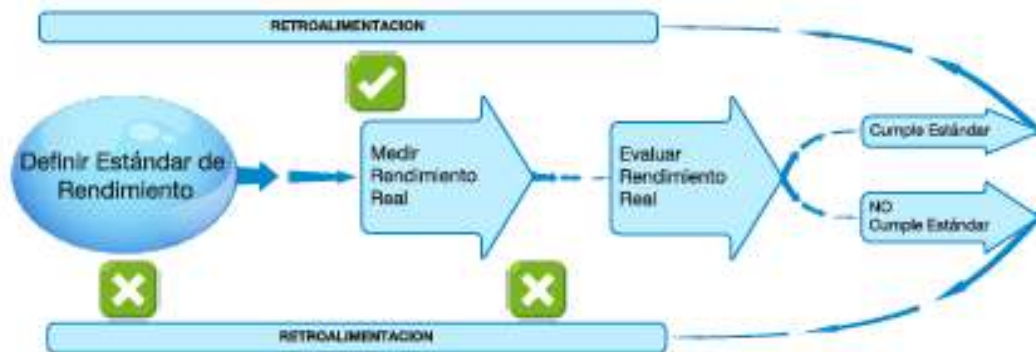 RETROALIMENTACION
Definir Estándar de
Rendimiento
Medir
Rendimiento
Real
Evaluar
Rendimiento
Real
Cumple Estándar
NO
Cumple Estándar
RETROALIMENTACION